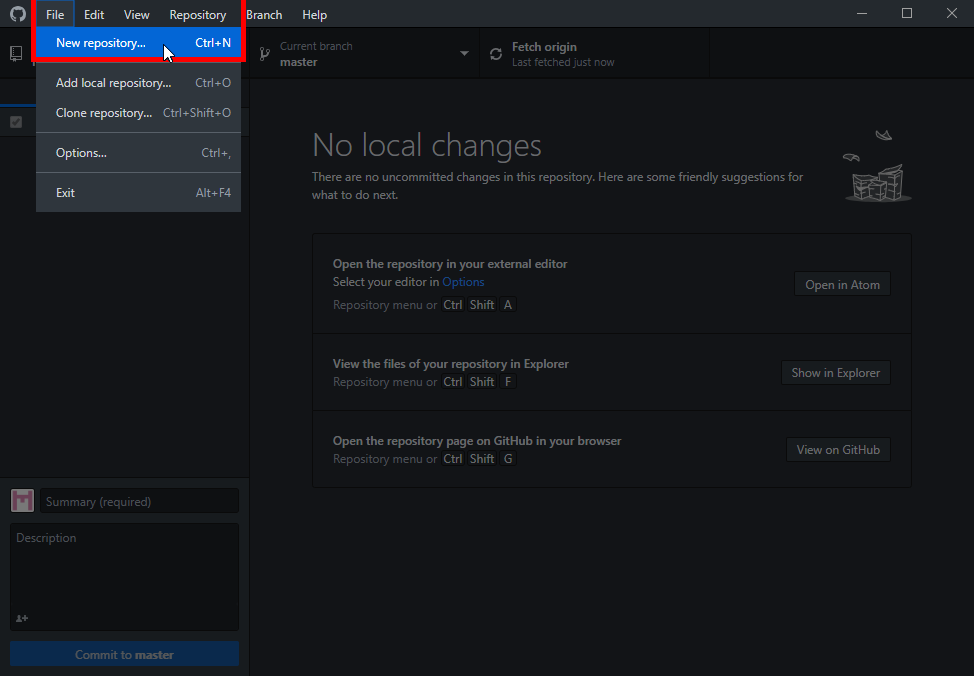 File Edit View Repository Branch Help
New repository... Ctrl+N
Add local repository... Ctrl+O
Clone repository... Ctrl+Shift+O
Options... Ctrl+,
Exit Alt+F4
Current branch
master
Fetch origin
Last fetched just now
No local changes
There are no uncommitted changes in this repository. Here are some friendly suggestions for
what to do next.
Open the repository in your external editor
Select your editor in Options
Repository menu or Ctrl Shift A
Open in Atom
View the files of your repository in Explorer
Repository menu or Ctrl Shift F
Show in Explorer
Open the repository page on GitHub in your browser
Repository menu or Ctrl Shift G
View on GitHub
Summary (required)
Description
Commit to master